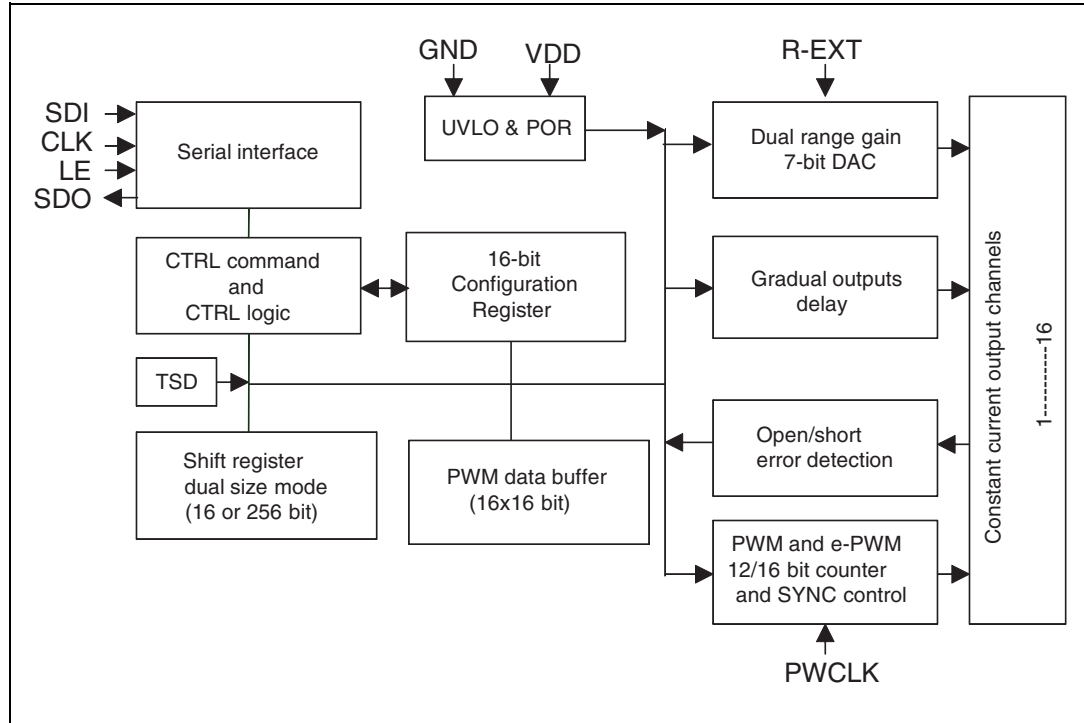 GND
VDD
R-EXT
SDI
CLK
LE
SDO
Serial interface
UVLO & POR
Dual range gain
7-bit DAC
CTRL command
and
CTRL logic
16-bit
Configuration
Register
Gradual outputs
delay
TSD
Shift register
dual size mode
(16 or 256 bit)
PWM data buffer
(16x16 bit)
Open/short
error detection
PWM and e-PWM
12/16 bit counter
and SYNC control
PWCLK
Constant current output channels
1------------16